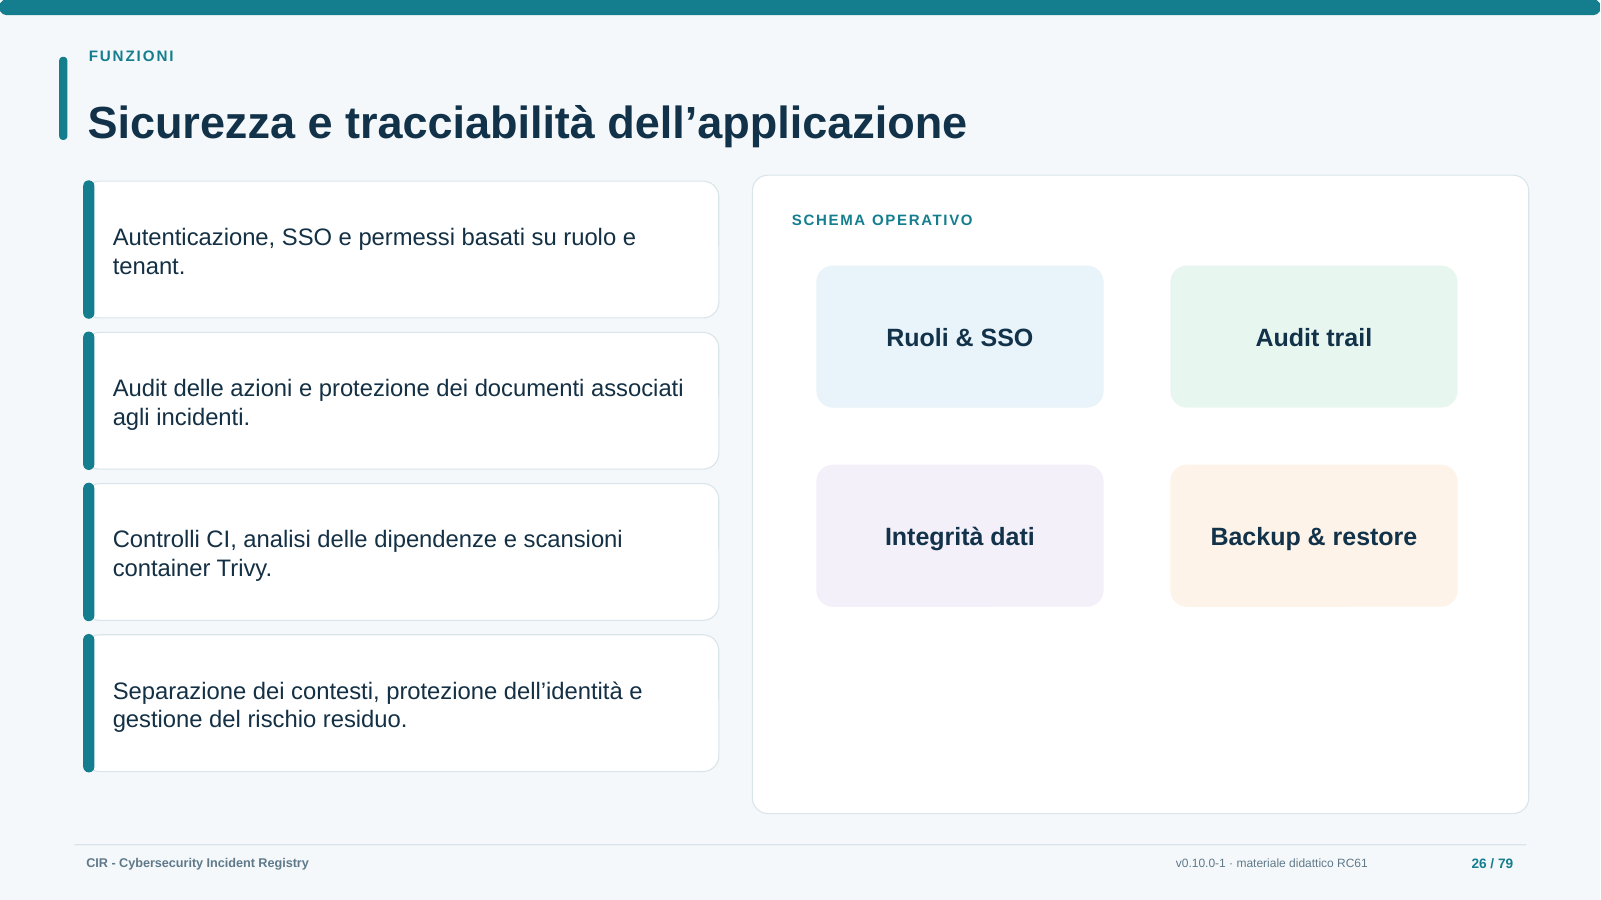 FUNZIONI
Sicurezza e tracciabilità dell’applicazione
Autenticazione, SSO e permessi basati su ruolo e
tenant.
Audit delle azioni e protezione dei documenti associati
agli incidenti.
Controlli CI, analisi delle dipendenze e scansioni
container Trivy.
Separazione dei contesti, protezione dell’identità e
gestione del rischio residuo.
SCHEMA OPERATIVO
Ruoli & SSO
Audit trail
Integrità dati
Backup & restore
CIR - Cybersecurity Incident Registry
v0.10.0-1 · materiale didattico RC61
26 / 79